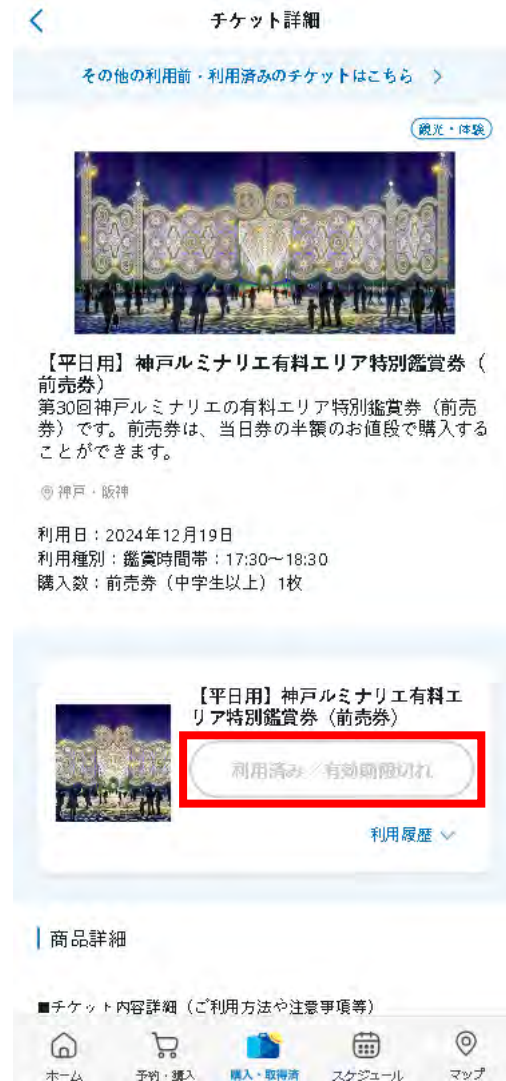 チケット詳細
その他の利用前・利用済みのチケットはこちら
観光・体験
【平日用】神戸ルミナリエ有料エリア特別鑑賞券（
前売券）
第30回神戸ルミナリエの有料エリア特別鑑賞券（前売
券）です。前売券は、当日券の半額のお値段で購入する
ことができます。
神戸・阪神
利用日：2024年12月19日
利用種別：鑑賞時間帯：17:30～18:30
購入数：前売券（中学生以上）1枚
【平日用】神戸ルミナリエ有料エ
リア特別鑑賞券（前売券）
利用済み／有効期限切れ
利用履歴
商品詳細
■チケット内容詳細（ご利用方法や注意事項等）
ホーム
予約・購入
購入・取得済
スケジュール
マップ